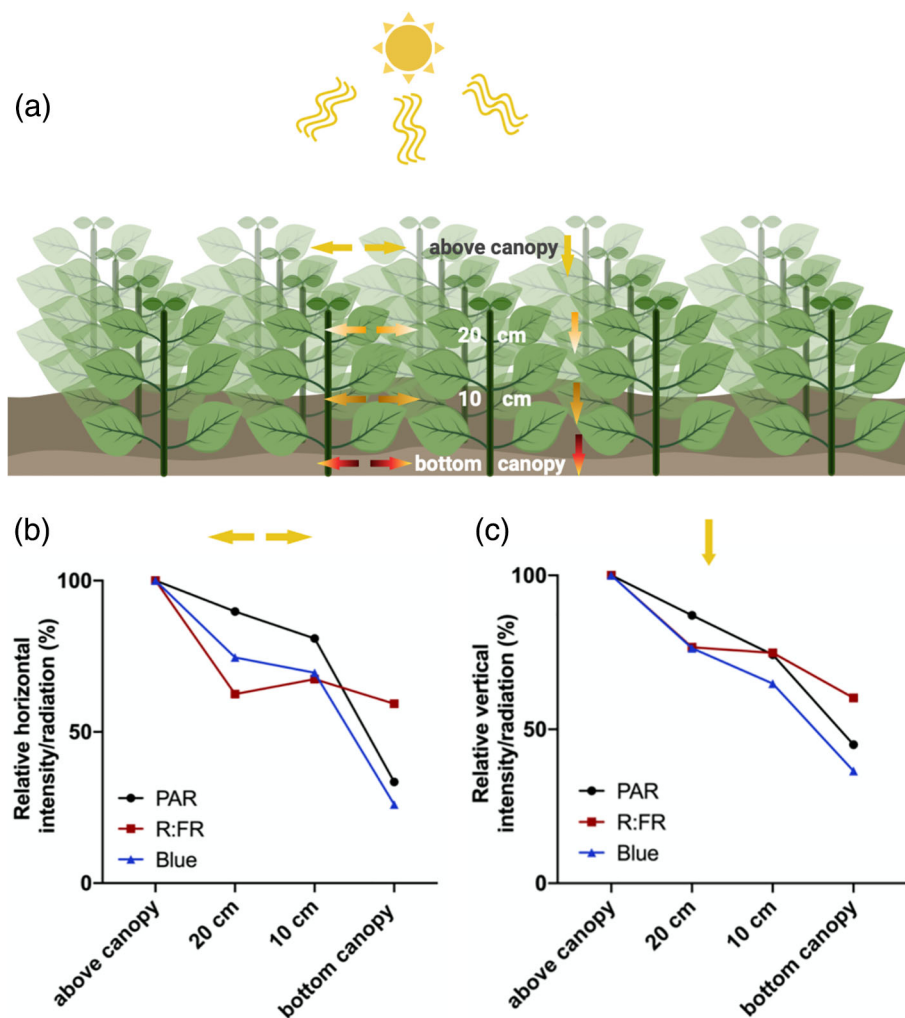 (a)
above canopy
20 cm
10 cm
bottom canopy
(b)
Relative horizontal
intensity/radiation (%)
100
50
0
PAR
R:FR
Blue
above canopy
20 cm
10 cm
bottom canopy
(c)
Relative vertical
intensity/radiation (%)
100
50
0
PAR
R:FR
Blue
above canopy
20 cm
10 cm
bottom canopy